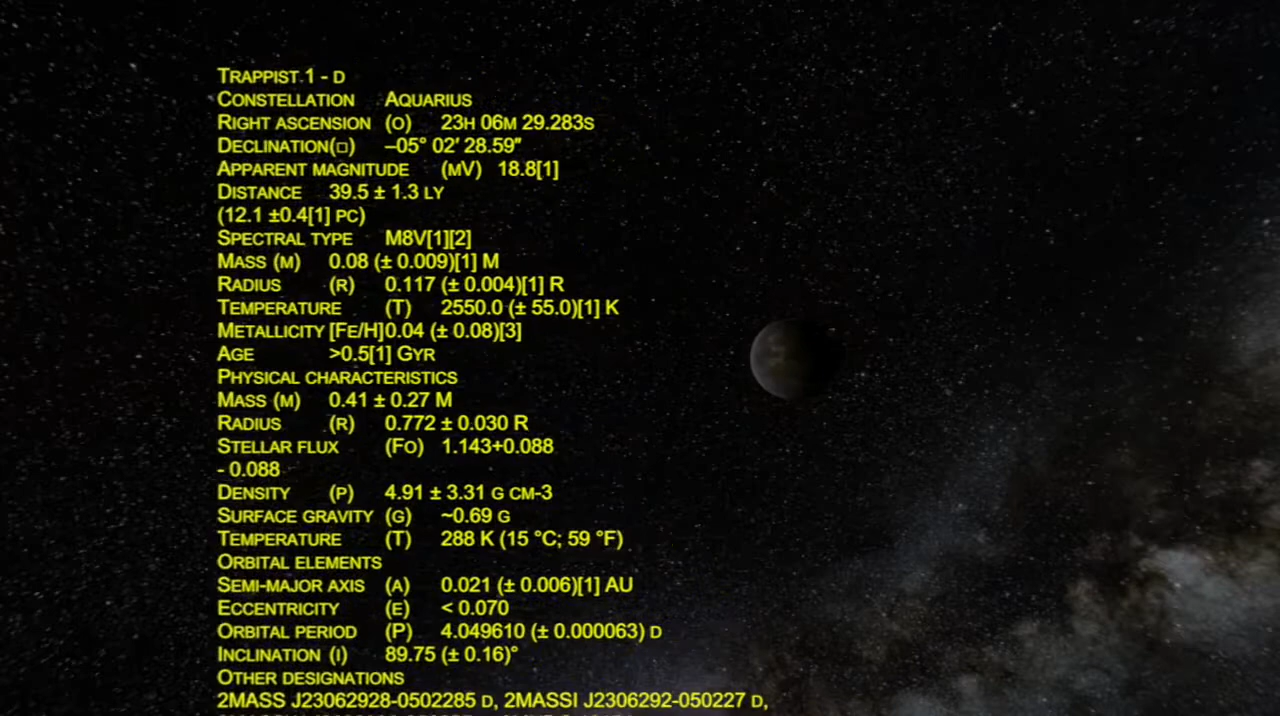 TRAPPIST 1 - D
CONSTELLATION AQUARIUS
RIGHT ASCENSION (O) 23H 06M 29.283S
DECLINATION(□) –05° 02′ 28.59″
APPARENT MAGNITUDE (MV) 18.8[1]
DISTANCE 39.5 ± 1.3 LY
(12.1 ±0.4[1] PC)
SPECTRAL TYPE M8V[1][2]
MASS (M) 0.08 (± 0.009)[1] M
RADIUS (R) 0.117 (± 0.004)[1] R
TEMPERATURE (T) 2550.0 (± 55.0)[1] K
METALLICITY [FE/H]0.04 (± 0.08)[3]
AGE >0.5[1] GYR
PHYSICAL CHARACTERISTICS
MASS (M) 0.41 ± 0.27 M
RADIUS (R) 0.772 ± 0.030 R
STELLAR FLUX (FO) 1.143+0.088
- 0.088
DENSITY (P) 4.91 ± 3.31 G CM-3
SURFACE GRAVITY (G) ~0.69 G
TEMPERATURE (T) 288 K (15 °C; 59 °F)
ORBITAL ELEMENTS
SEMI-MAJOR AXIS (A) 0.021 (± 0.006)[1] AU
ECCENTRICITY (E) < 0.070
ORBITAL PERIOD (P) 4.049610 (± 0.000063) D
INCLINATION (I) 89.75 (± 0.16)°
OTHER DESIGNATIONS
2MASS J23062928-0502285 D, 2MASSI J2306292-050227 D,